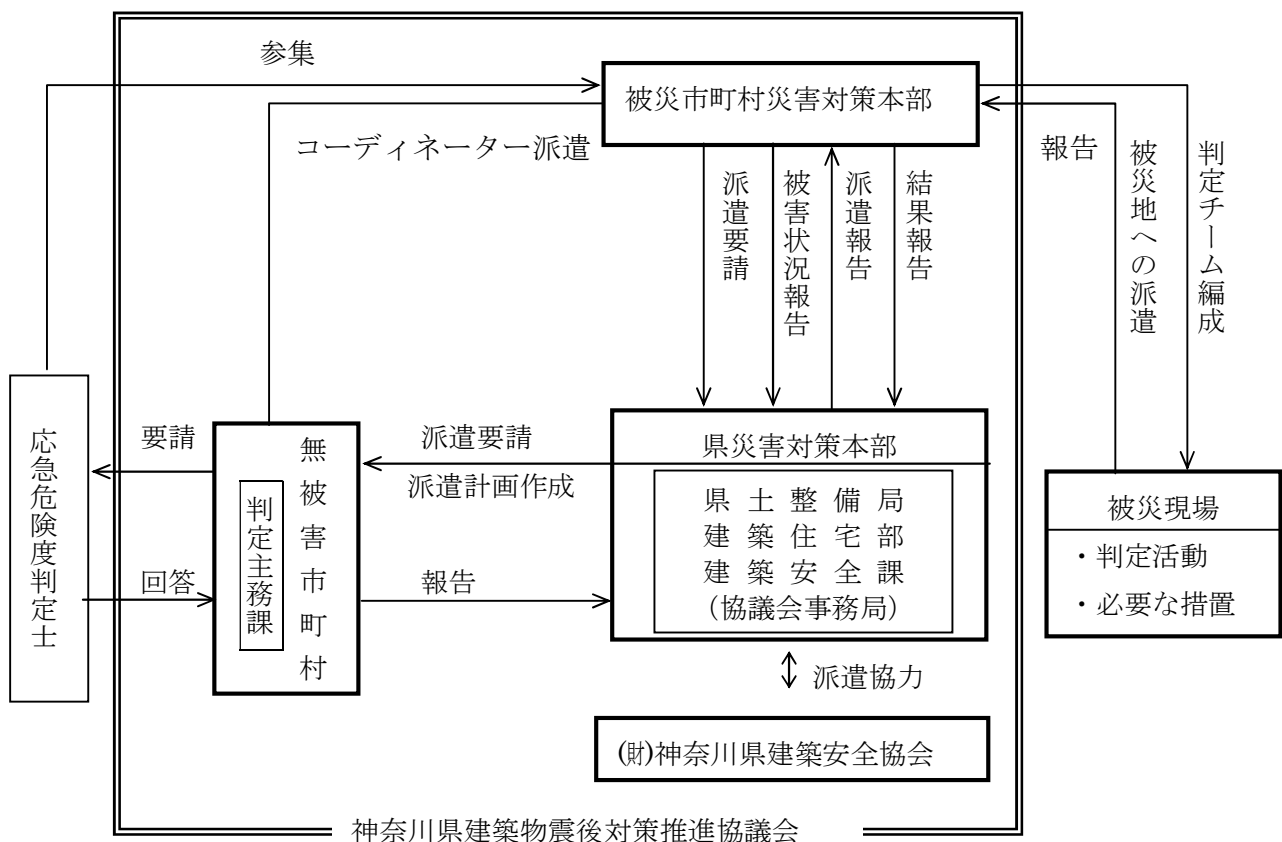 参集
被災市町村災害対策本部
コーディネーター派遣
報告
被災地への派遣
判定チーム編成
派遣要請
被害状況報告
派遣報告
結果報告
応急危険度判定士
要請
回答
無被害市町村
判定主務課
派遣要請
派遣計画作成
報告
県災害対策本部
県土整備局
建築住宅部
建築安全課
(協議会事務局)
被災現場
・判定活動
・必要な措置
派遣協力
㈶神奈川県建築安全協会
神奈川県建築物震後対策推進協議会